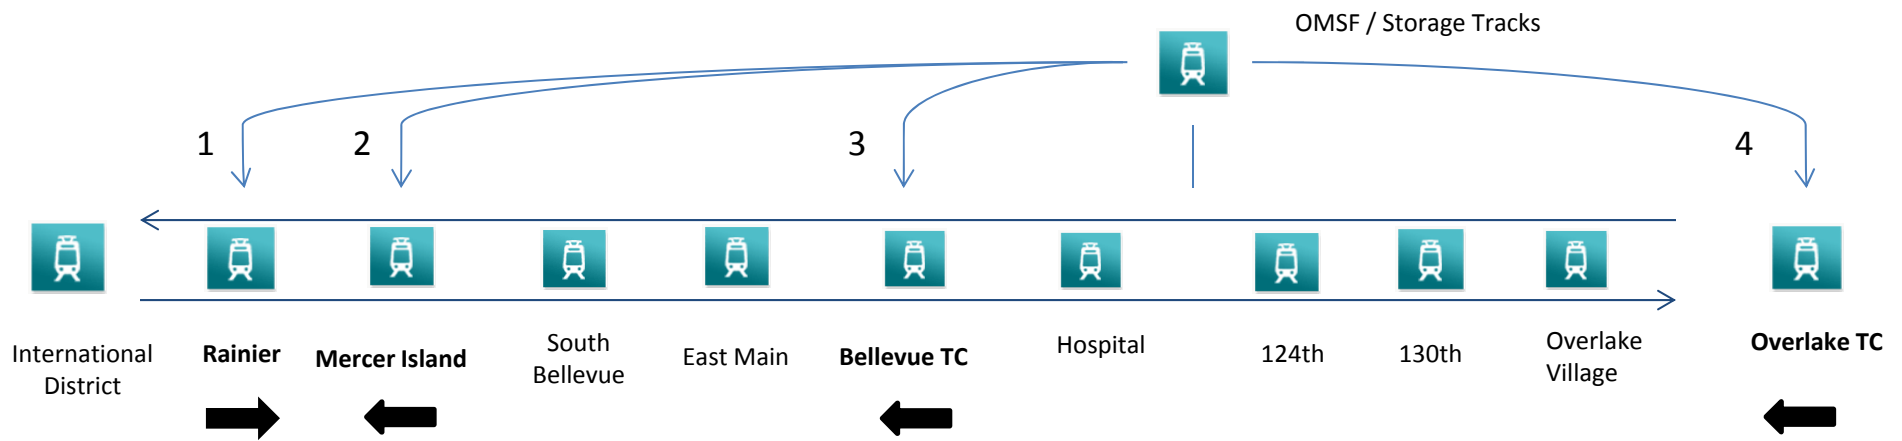 OMSF / Storage Tracks
1
2
3
4
International
District
Rainier
Mercer Island
South
Bellevue
East Main
Bellevue TC
Hospital
124th
130th
Overlake
Village
Overlake TC